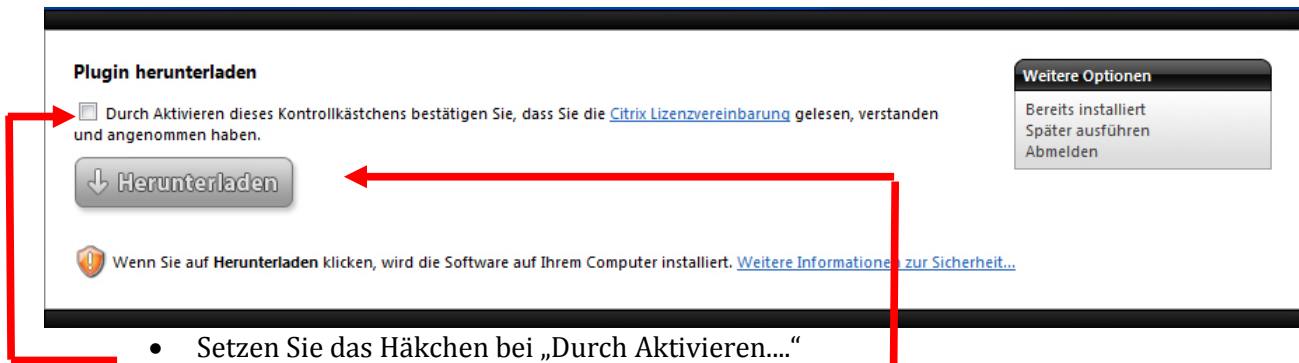 Plugin herunterladen
Durch Aktivieren dieses Kontrollkästchens bestätigen Sie, dass Sie die Citrix Lizenzvereinbarung gelesen, verstanden
und angenommen haben.
Herunterladen
Wenn Sie auf Herunterladen klicken, wird die Software auf Ihrem Computer installiert. Weitere Informationen zur Sicherheit...
Weitere Optionen
Bereits installiert
Später ausführen
Abmelden
• Setzen Sie das Häkchen bei „Durch Aktivieren....“